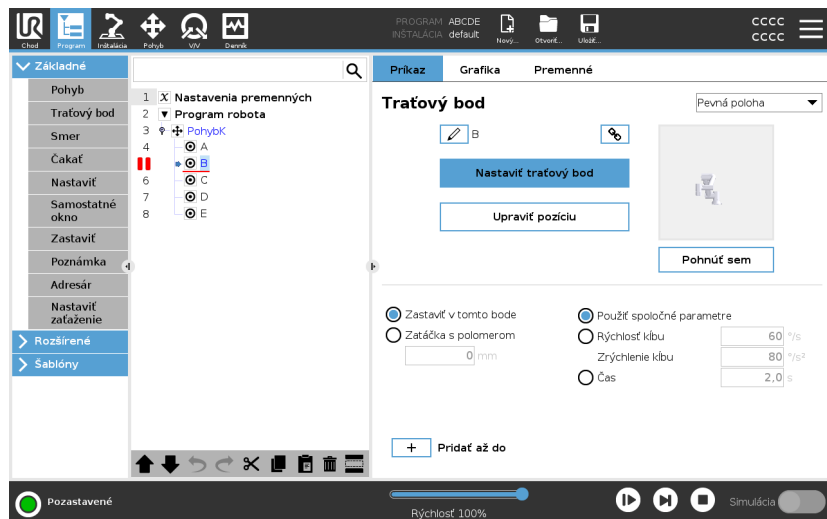 UR
Chod
Program
Inštalácia
Pohyb
V/V
Denník
PROGRAM ABCDE
INŠTALÁCIA default
Nový...
Otvoriť...
Uložiť...
CCCC
CCCC
Základné
Pohyb
Traťový bod
Smer
Čakať
Nastaviť
Samostatné
okno
Zastaviť
Poznámka
Adresár
Nastaviť
zaťaženie
Rozšírené
Šablóny
1 X Nastavenia premenných
2 Program robota
3 PohybK
4 A
B
6 C
7 D
8 E
Príkaz
Grafika
Premenné
Traťový bod
Pevná poloha
B
Nastaviť traťový bod
Upraviť pozíciu
Pohnúť sem
Zastaviť v tomto bode
Zatáčka s polomerom
0 mm
Použiť spoločné parametre
Rýchlosť kĺbu 60 °/s
Zrýchlenie kĺbu 80 °/s²
Čas 2,0 s
+ Pridať až do
Pozastavené
Rýchlosť 100%
Simulácia